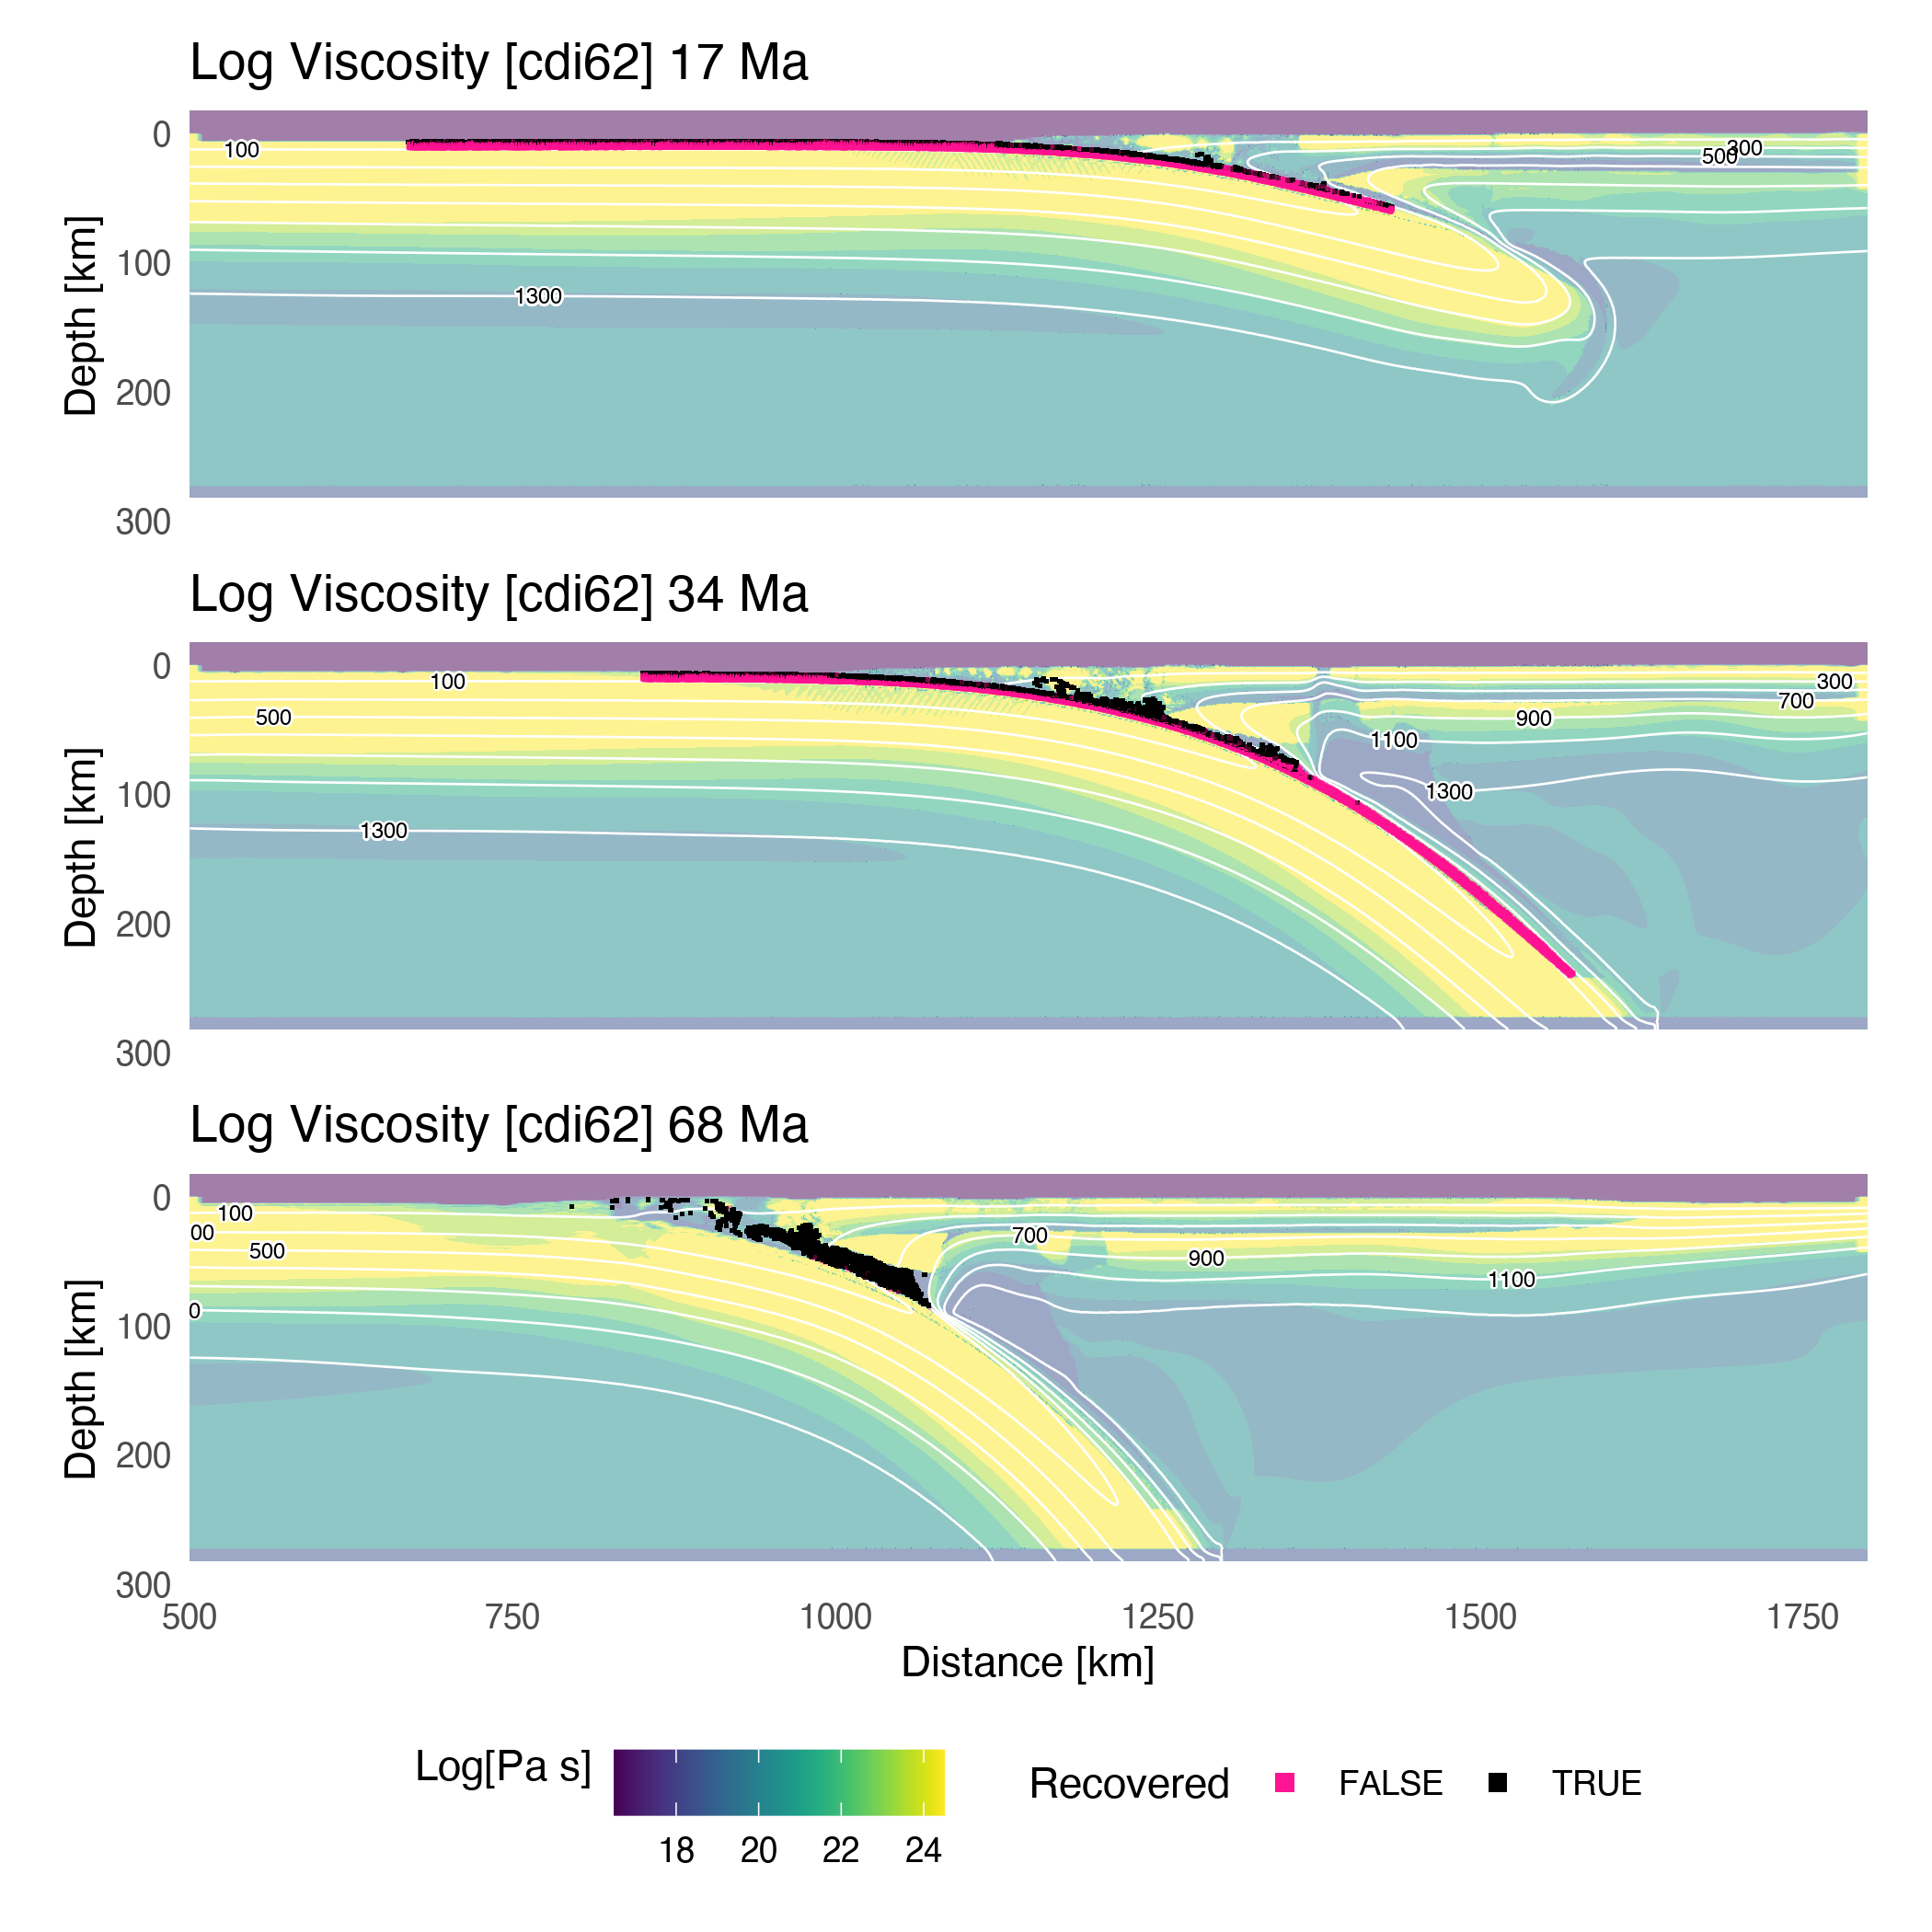 Log Viscosity [cdi62] 17 Ma
0
100
200
300
Depth [km]
100
300
500
1300
Log Viscosity [cdi62] 34 Ma
0
100
200
300
Depth [km]
100
300
500
700
900
1100
1300
1300
Log Viscosity [cdi62] 68 Ma
0
100
200
300
Depth [km]
100
00
700
500
900
1100
0
500 750 1000 1250 1500 1750
Distance [km]
Log[Pa s]
18 20 22 24
Recovered FALSE TRUE